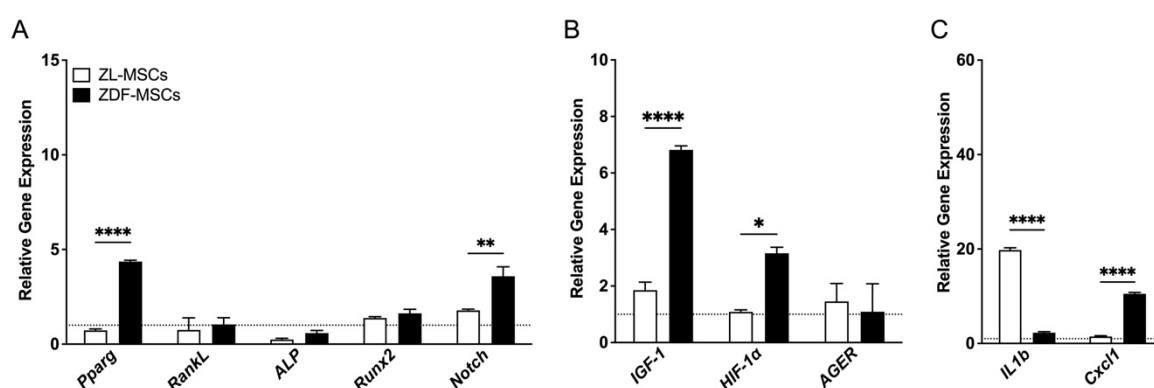 A
Relative Gene Expression
15
10
5
0
ZL-MSCs
ZDF-MSCs
****
**
Pparg
RankL
ALP
Runx2
Notch
B
Relative Gene Expression
10
8
6
4
2
0
****
*
IGF-1
HIF-1α
AGER
C
Relative Gene Expression
60
40
20
0
****
****
IL1b
Cxcl1